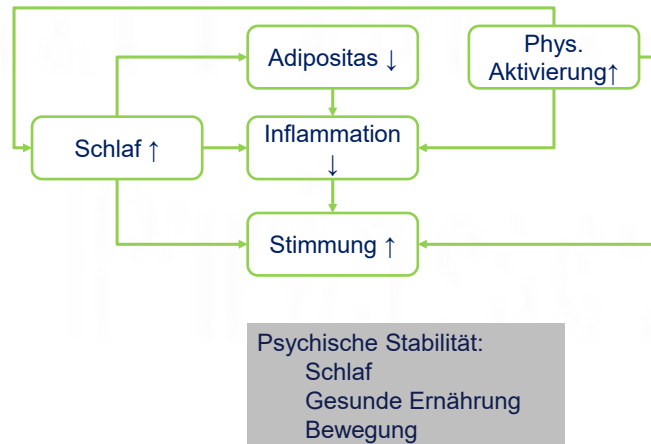 Adipositas ↓
Phys.
Aktivierung↑
Schlaf ↑
Inflammation
↓
Stimmung ↑
Psychische Stabilität:
Schlaf
Gesunde Ernährung
Bewegung